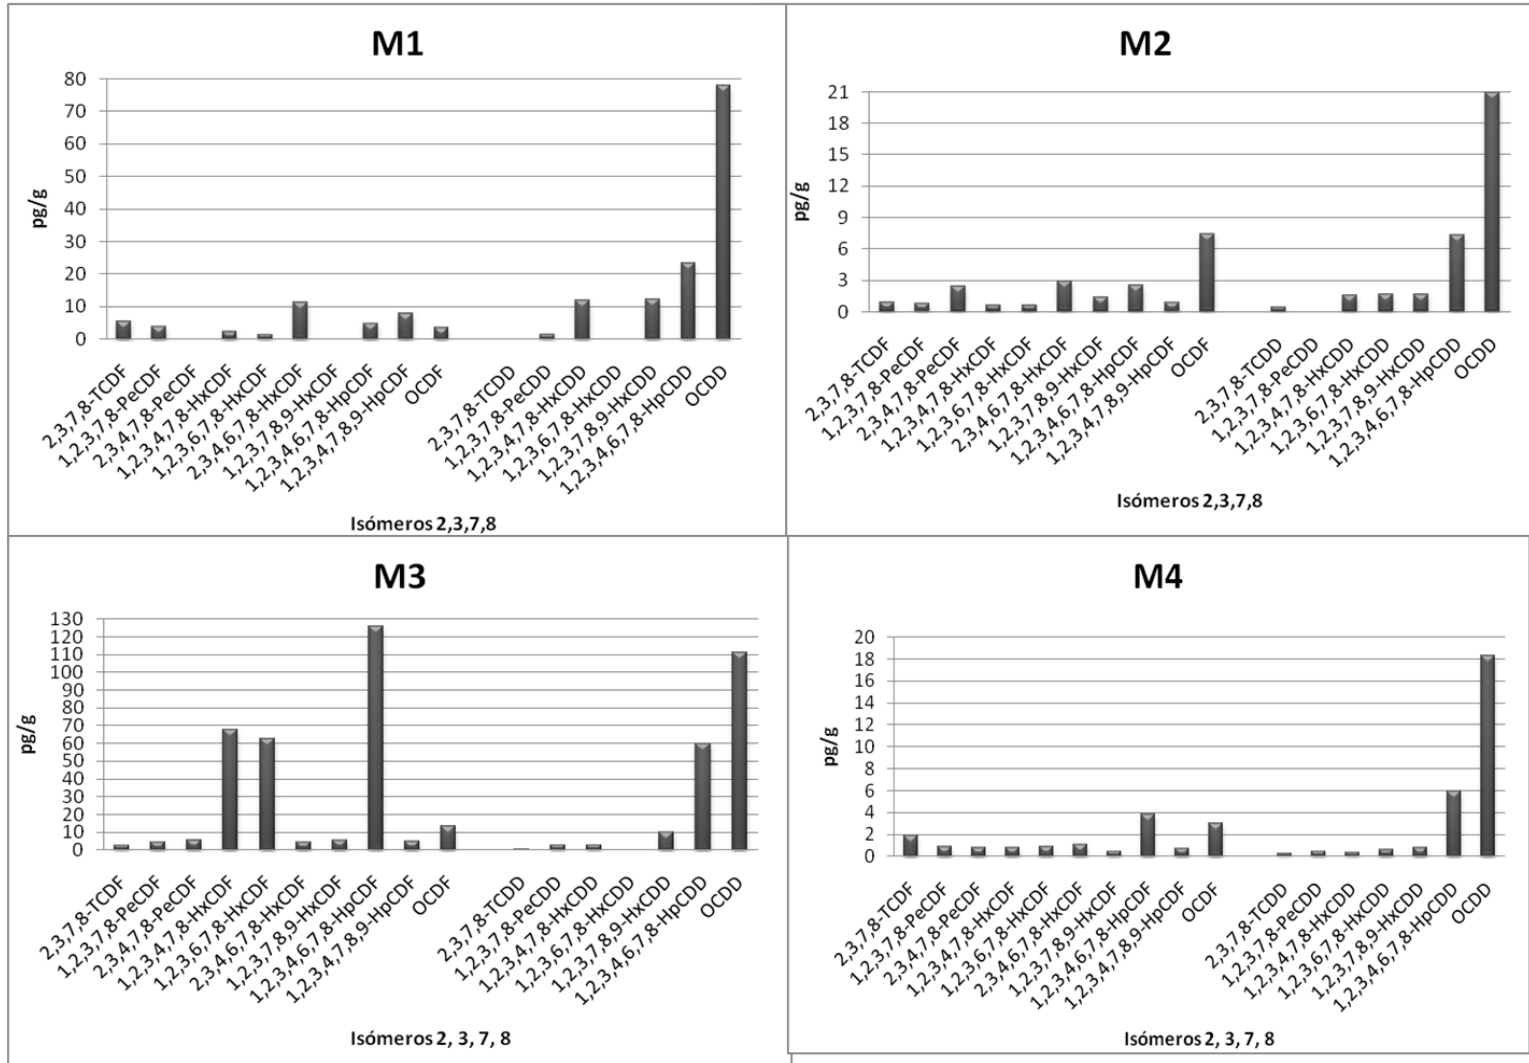 M1
80
70
60
50
40
30
20
10
0
pg/g
2,3,7,8-TCDF
1,2,3,7,8-PeCDF
2,3,4,7,8-PeCDF
1,2,3,4,7,8-HxCDF
1,2,3,6,7,8-HxCDF
2,3,4,6,7,8-HxCDF
1,2,3,7,8,9-HxCDF
1,2,3,4,6,7,8-HpCDF
1,2,3,4,7,8,9-HpCDF
OCDF
2,3,7,8-TCDD
1,2,3,7,8-PeCDD
1,2,3,4,7,8-HxCDD
1,2,3,6,7,8-HxCDD
1,2,3,7,8,9-HxCDD
1,2,3,4,6,7,8-HpCDD
OCDD
Isómeros 2,3,7,8
M2
21
18
15
12
9
6
3
0
pg/g
2,3,7,8-TCDF
1,2,3,7,8-PeCDF
2,3,4,7,8-PeCDF
1,2,3,4,7,8-HxCDF
1,2,3,6,7,8-HxCDF
2,3,4,6,7,8-HxCDF
1,2,3,7,8,9-HxCDF
1,2,3,4,6,7,8-HpCDF
1,2,3,4,7,8,9-HpCDF
OCDF
2,3,7,8-TCDD
1,2,3,7,8-PeCDD
1,2,3,4,7,8-HxCDD
1,2,3,6,7,8-HxCDD
1,2,3,7,8,9-HxCDD
1,2,3,4,6,7,8-HpCDD
OCDD
Isómeros 2,3,7,8
M3
130
120
110
100
90
80
70
60
50
40
30
20
10
0
pg/g
2,3,7,8-TCDF
1,2,3,7,8-PeCDF
2,3,4,7,8-PeCDF
1,2,3,4,7,8-HxCDF
1,2,3,6,7,8-HxCDF
2,3,4,6,7,8-HxCDF
1,2,3,7,8,9-HxCDF
1,2,3,4,6,7,8-HpCDF
1,2,3,4,7,8,9-HpCDF
OCDF
2,3,7,8-TCDD
1,2,3,7,8-PeCDD
1,2,3,4,7,8-HxCDD
1,2,3,6,7,8-HxCDD
1,2,3,7,8,9-HxCDD
1,2,3,4,6,7,8-HpCDD
OCDD
Isómeros 2, 3, 7, 8
M4
20
18
16
14
12
10
8
6
4
2
0
pg/g
2,3,7,8-TCDF
1,2,3,7,8-PeCDF
2,3,4,7,8-PeCDF
1,2,3,4,7,8-HxCDF
1,2,3,6,7,8-HxCDF
2,3,4,6,7,8-HxCDF
1,2,3,7,8,9-HxCDF
1,2,3,4,6,7,8-HpCDF
1,2,3,4,7,8,9-HpCDF
OCDF
2,3,7,8-TCDD
1,2,3,7,8-PeCDD
1,2,3,4,7,8-HxCDD
1,2,3,6,7,8-HxCDD
1,2,3,7,8,9-HxCDD
1,2,3,4,6,7,8-HpCDD
OCDD
Isómeros 2, 3, 7, 8